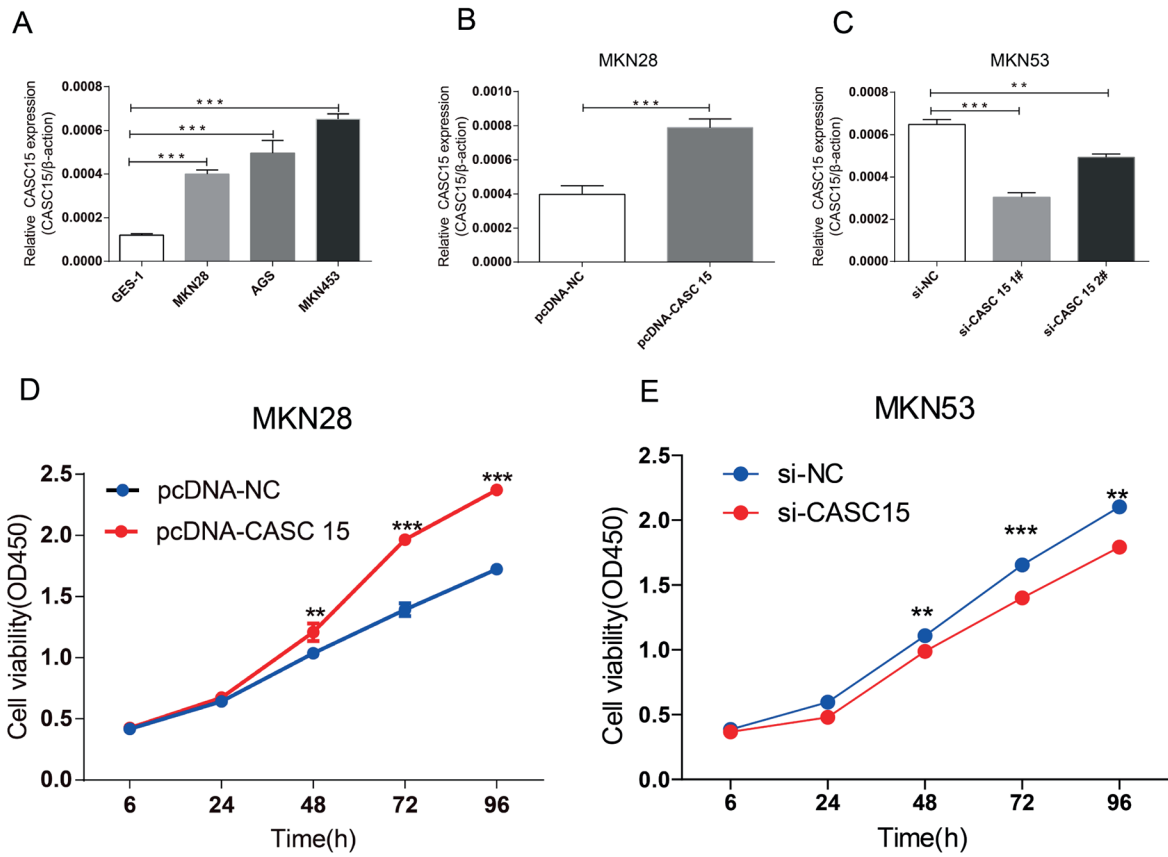 A
Relative CASC15 expression
(CASC15/β-action)
0.0008
0.0006
0.0004
0.0002
0.0000
***
***
***
GES-1
MKN28
AGS
MKN453
B
MKN28
Relative CASC15 expression
(CASC15/β-action)
0.0010
0.0008
0.0006
0.0004
0.0002
0.0000
***
pcDNA-NC
pcDNA-CASC 15
C
MKN53
Relative CASC15 expression
(CASC15/β-action)
0.0008
0.0006
0.0004
0.0002
0.0000
**
***
si-NC
si-CASC 15 1#
si-CASC 15 2#
D
MKN28
Cell viability(OD450)
2.5
2.0
1.5
1.0
0.5
0.0
pcDNA-NC
pcDNA-CASC 15
**
***
***
6 24 48 72 96
Time(h)
E
MKN53
Cell viability(OD450)
2.5
2.0
1.5
1.0
0.5
0.0
si-NC
si-CASC15
**
***
**
6 24 48 72 96
Time(h)